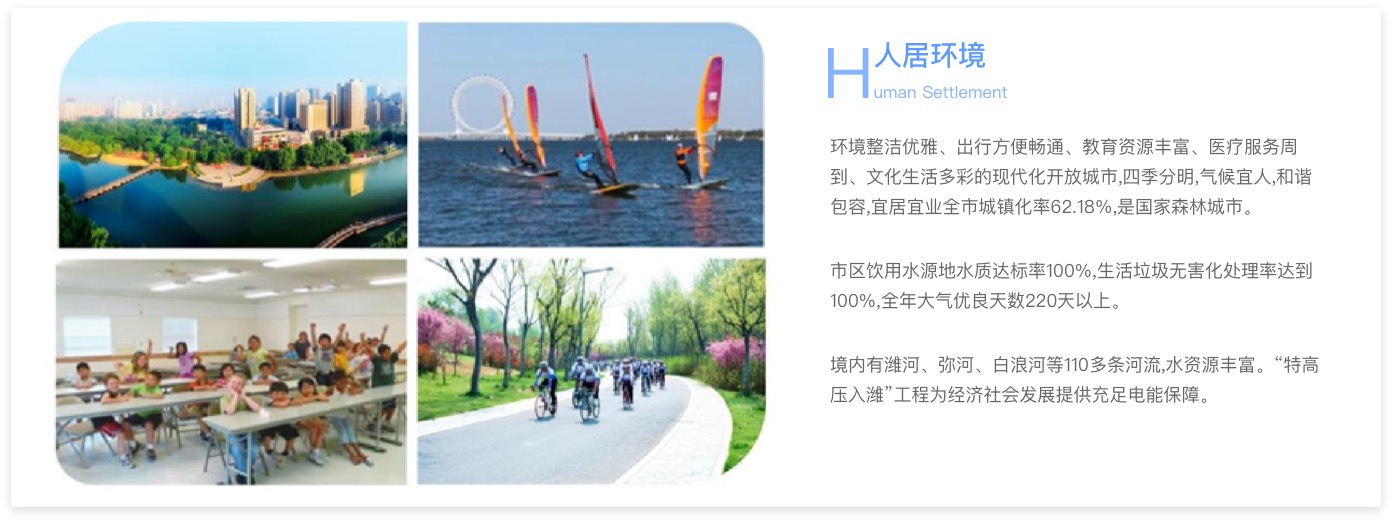 人居环境
Human Settlement
环境整洁优雅、出行方便畅通、教育资源丰富、医疗服务周
到、文化生活多彩的现代化开放城市,四季分明,气候宜人,和谐
包容,宜居宜业全市城镇化率62.18%,是国家森林城市。
市区饮用水源地水质达标率100%,生活垃圾无害化处理率达到
100%,全年大气优良天数220天以上。
境内有潍河、弥河、白浪河等110多条河流,水资源丰富。“特高
压入潍”工程为经济社会发展提供充足电能保障。